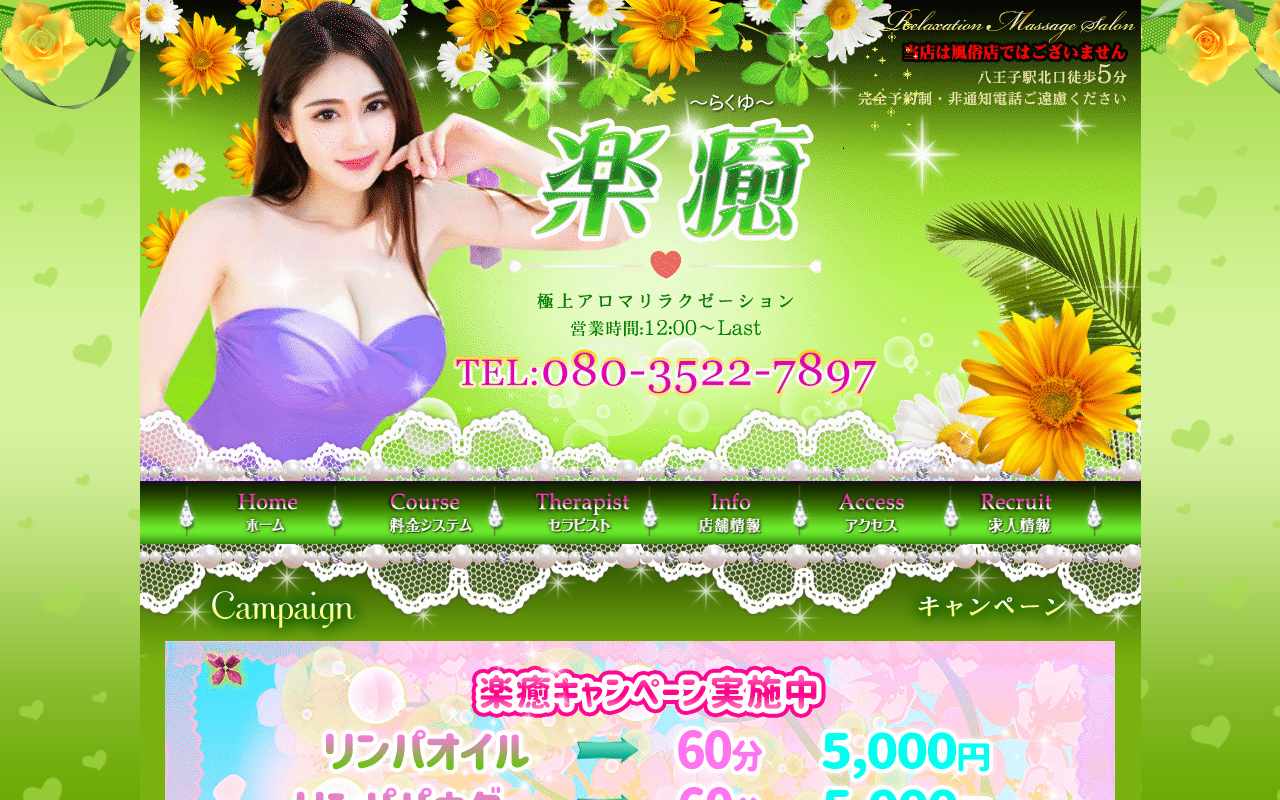 Relaxation Massage Salon
当店は風俗店ではございません
八王子駅北口徒歩5分
完全予約制・非通知電話ご遠慮ください
～らくゆ～
楽癒
極上アロマリラクゼーション
営業時間:12:00～Last
TEL:080-3522-7897
Home
ホーム
Course
料金システム
Therapist
セラピスト
Info
店舗情報
Access
アクセス
Recruit
求人情報
Campaign
キャンペーン
楽癒キャンペーン実施中
リンパオイル 60分 5,000円